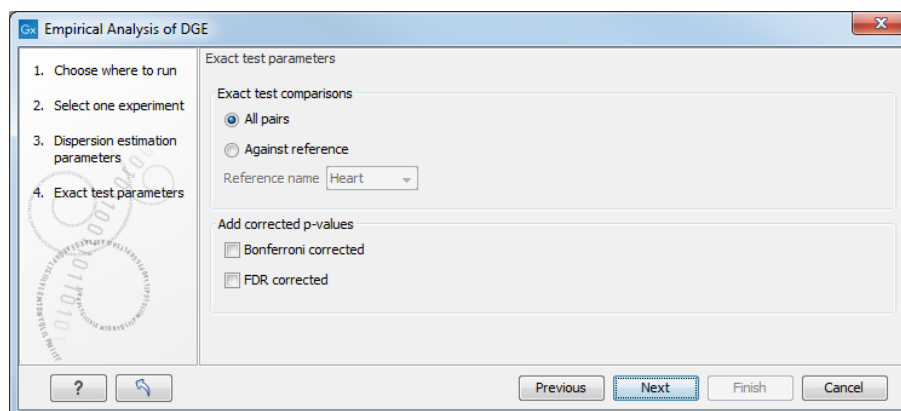 Gx Empirical Analysis of DGE
1. Choose where to run
2. Select one experiment
3. Dispersion estimation
parameters
4. Exact test parameters
Exact test parameters
Exact test comparisons
All pairs
Against reference
Reference name Heart
Add corrected p-values
Bonferroni corrected
FDR corrected
? Previous Next Finish Cancel